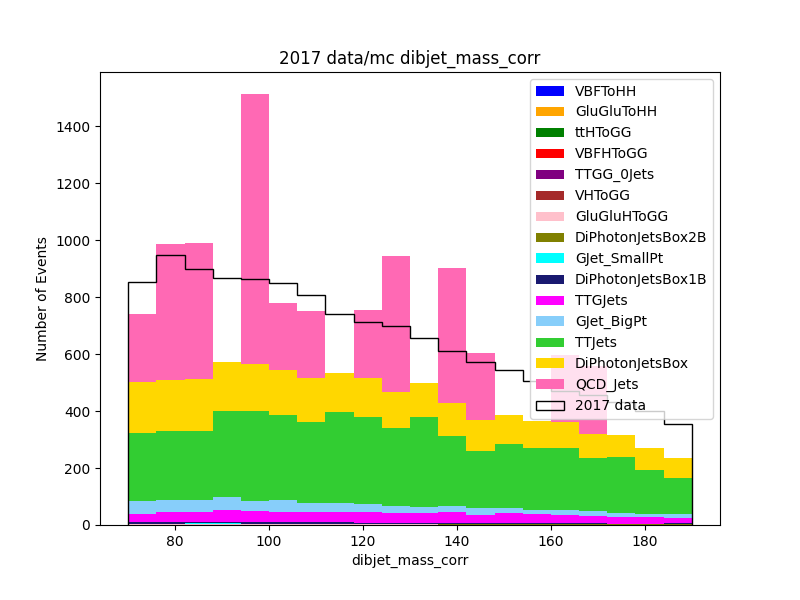 2017 data/mc dibjet_mass_corr
Number of Events
1400
1200
1000
800
600
400
200
0
80
100
120
140
160
180
dibjet_mass_corr
VBFToHH
GluGluToHH
ttHToGG
VBFHToGG
TTGG_0Jets
VHToGG
GluGluHToGG
DiPhotonJetsBox2B
GJet_SmallPt
DiPhotonJetsBox1B
TTGJets
GJet_BigPt
TTJets
DiPhotonJetsBox
QCD_Jets
2017 data